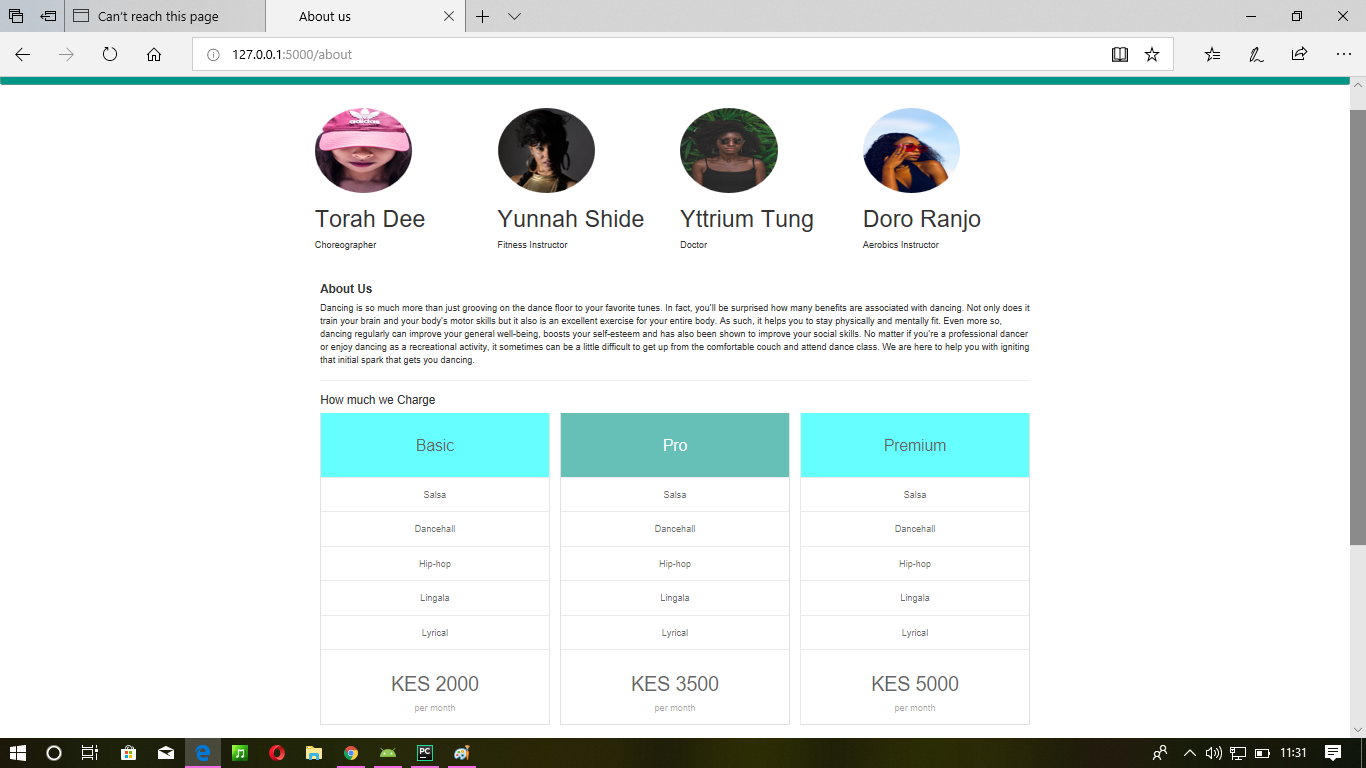 Can't reach this page
About us
127.0.0.1:5000/about
adidas
Torah Dee
Yunnah Shide
Yttrium Tung
Doro Ranjo
Choreographer
Fitness Instructor
Doctor
Aerobics Instructor
About Us
Dancing is so much more than just grooving on the dance floor to your favorite tunes. In fact, you'll be surprised how many benefits are associated with dancing. Not only does it
train your brain and your body's motor skills but it also is an excellent exercise for your entire body. As such, it helps you to stay physically and mentally fit. Even more so,
dancing regularly can improve your general well-being, boosts your self-esteem and has also been shown to improve your social skills. No matter if you're a professional dancer
or enjoy dancing as a recreational activity, it sometimes can be a little difficult to get up from the comfortable couch and attend dance class. We are here to help you with igniting
that initial spark that gets you dancing.
How much we Charge
Basic
Pro
Premium
Salsa
Salsa
Salsa
Dancehall
Dancehall
Dancehall
Hip-hop
Hip-hop
Hip-hop
Lingala
Lingala
Lingala
Lyrical
Lyrical
Lyrical
KES 2000
KES 3500
KES 5000
per month
per month
per month
PC
11:31